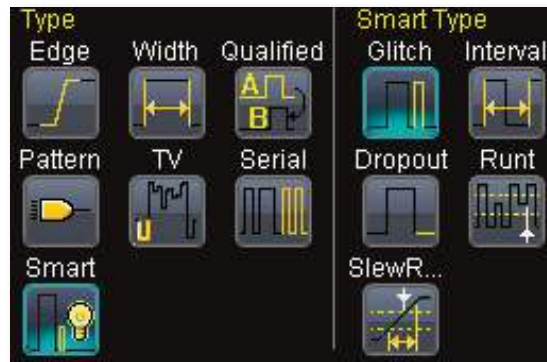 Type
Edge Width Qualified
A
B
Pattern TV Serial
Smart
Smart Type
Glitch Interval
Dropout Runt
SlewR...